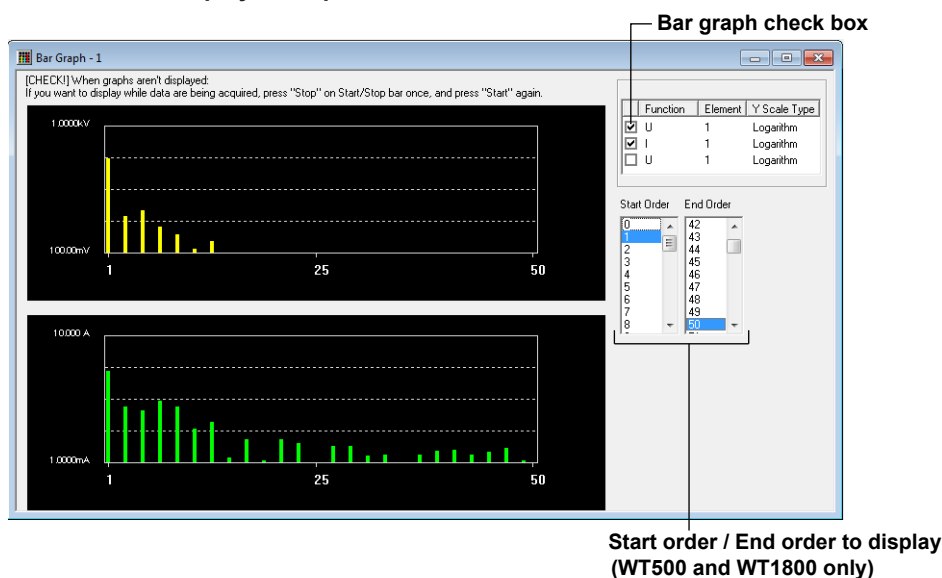 Bar graph check box
Bar Graph - 1
[CHECK!] When graphs aren't displayed:
If you want to display while data are being acquired, press "Stop" on Start/Stop bar once, and press "Start" again.
1.0000kV
100.00mV
1 25 50
10.000 A
1.0000mA
1 25 50
Function Element Y Scale Type
U 1 Logarithm
I 1 Logarithm
U 1 Logarithm
Start Order End Order
0 42
1 43
2 44
3 45
4 46
5 47
6 48
7 49
8 50
Start order / End order to display
(WT500 and WT1800 only)